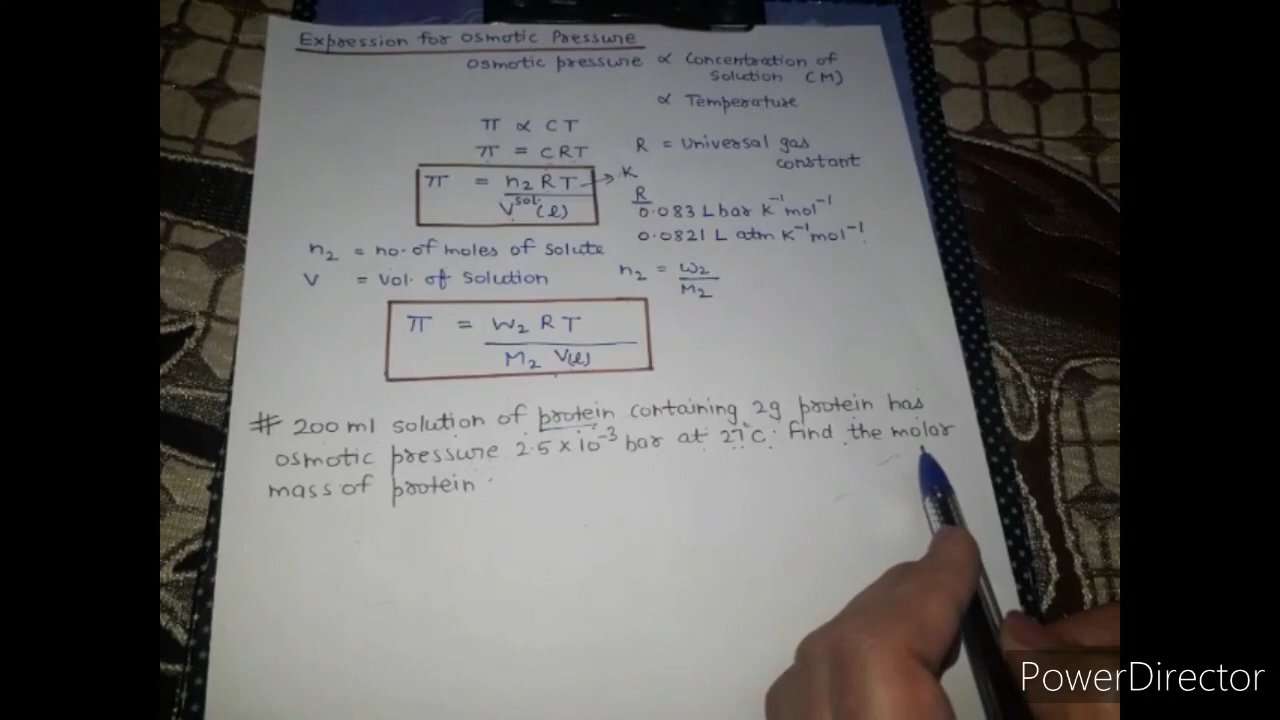 Expression for Osmotic Pressure
Osmotic pressure ∝ Concentration of
Solution (M)
∝ Temperature
π ∝ CT
π = CRT
R = Universal gas
constant
π = n₂ R T → K
Vsol. (l)
R
0.083 L bar K⁻¹ mol⁻¹
0.0821 L atm K⁻¹ mol⁻¹
n₂ = no. of moles of solute
V = Vol. of Solution
n₂ = W₂
M₂
π = W₂ R T
M₂ V(l)
# 200 ml solution of protein containing 2g protein has
osmotic pressure 2.5 × 10⁻³ bar at 27°C. Find the molar
mass of protein.
PowerDirector